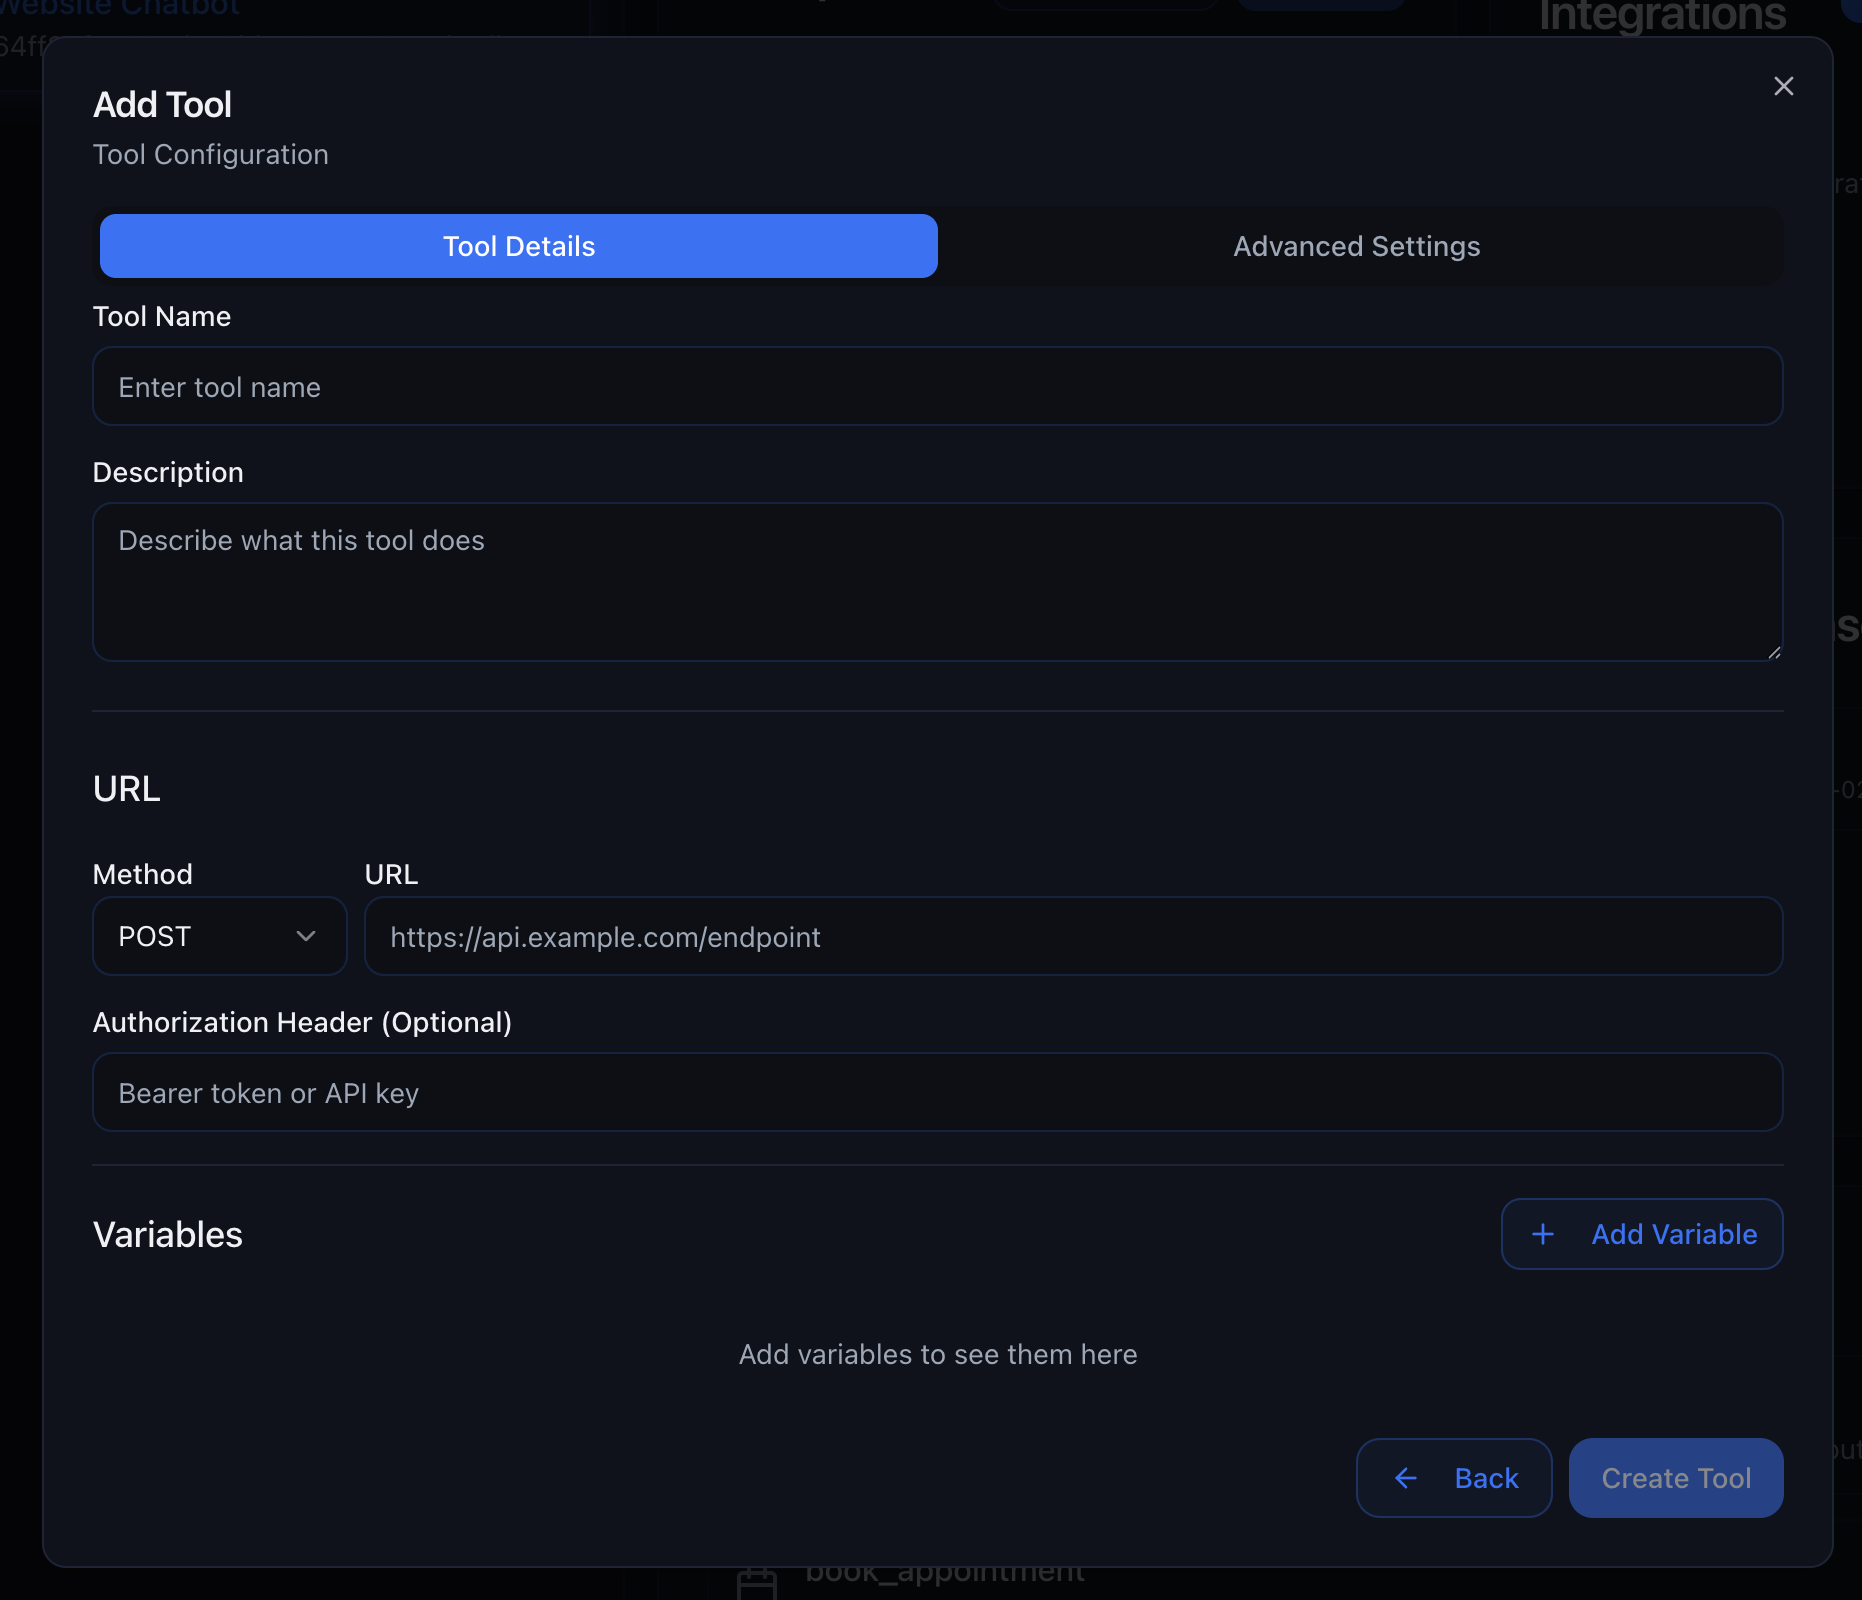 Website Chatbot
Integrations
64ff
Add Tool
Tool Configuration
Tool Details
Advanced Settings
Tool Name
Enter tool name
Description
Describe what this tool does
URL
Method
URL
POST
https://api.example.com/endpoint
Authorization Header (Optional)
Bearer token or API key
Variables
Add Variable
Add variables to see them here
Back
Create Tool
book_appointment